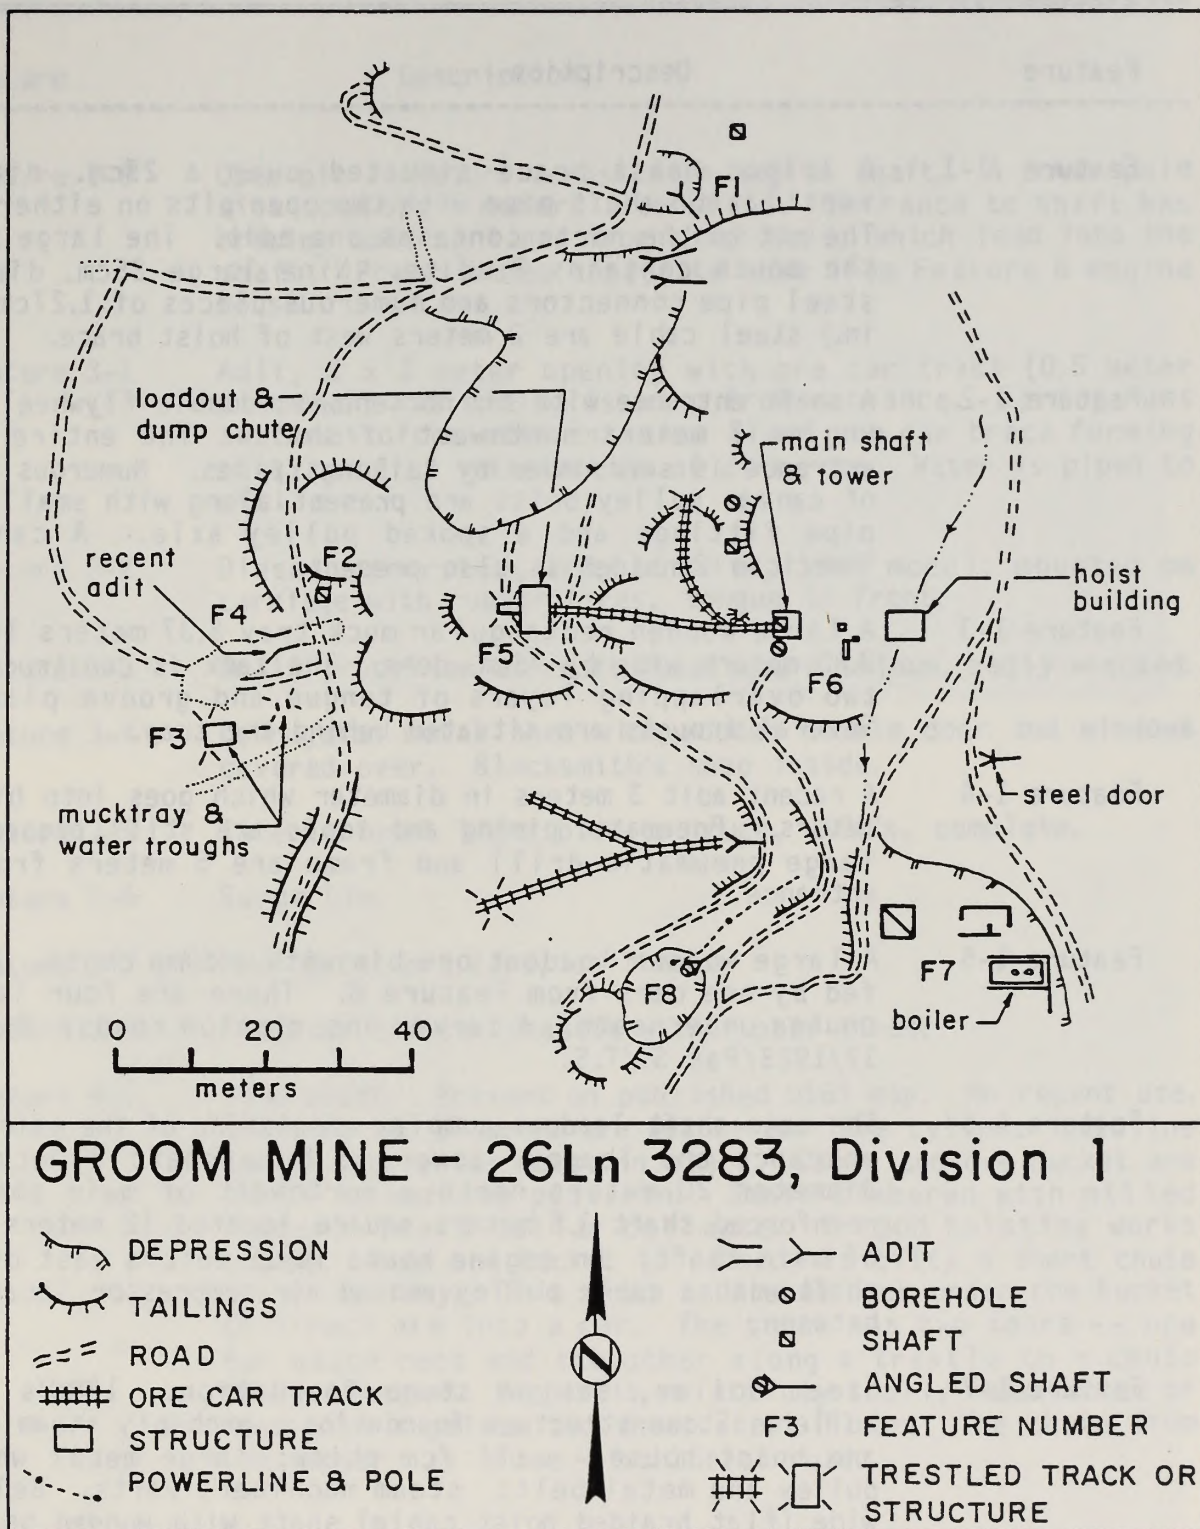 F1
loadout &
dump chute
main shaft
& tower
recent
adit
F2
F4
hoist
building
F5
F6
F3
steel door
mucktray &
water troughs
F7
F8
boiler
0 20 40
meters
GROOM MINE - 26Ln 3283, Division 1
DEPRESSION
TAILINGS
ROAD
ORE CAR TRACK
STRUCTURE
POWERLINE & POLE
N
ADIT
BOREHOLE
SHAFT
ANGLED SHAFT
F3 FEATURE NUMBER
TRESTLED TRACK OR
STRUCTURE